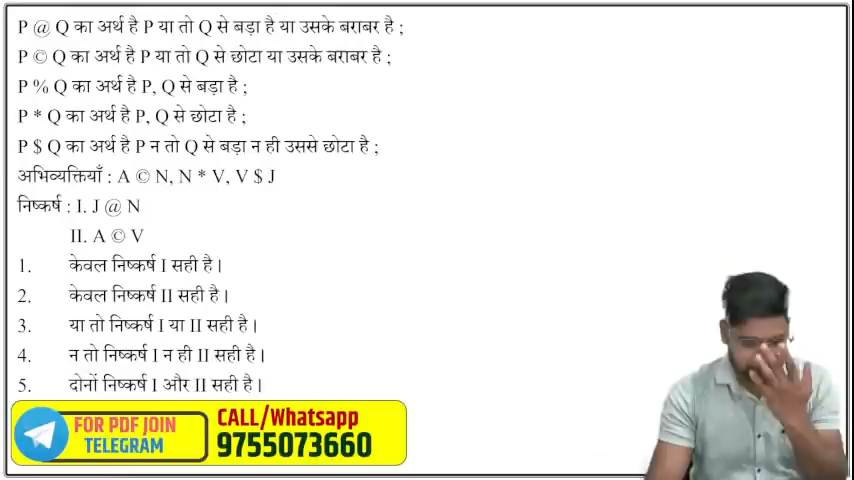 P @ Q का अर्थ है P या तो Q से बड़ा है या उसके बराबर है ;
P © Q का अर्थ है P या तो Q से छोटा या उसके बराबर है ;
P % Q का अर्थ है P, Q से बड़ा है ;
P * Q का अर्थ है P, Q से छोटा है ;
P $ Q का अर्थ है P न तो Q से बड़ा न ही उससे छोटा है ;
अभिव्यक्तियाँ : A © N, N * V, V $ J
निष्कर्ष : I. J @ N
II. A © V
1. केवल निष्कर्ष I सही है।
2. केवल निष्कर्ष II सही है।
3. या तो निष्कर्ष I या II सही है।
4. न तो निष्कर्ष I न ही II सही है।
5. दोनों निष्कर्ष I और II सही है।
FOR PDF JOIN
TELEGRAM
CALL/Whatsapp
9755073660